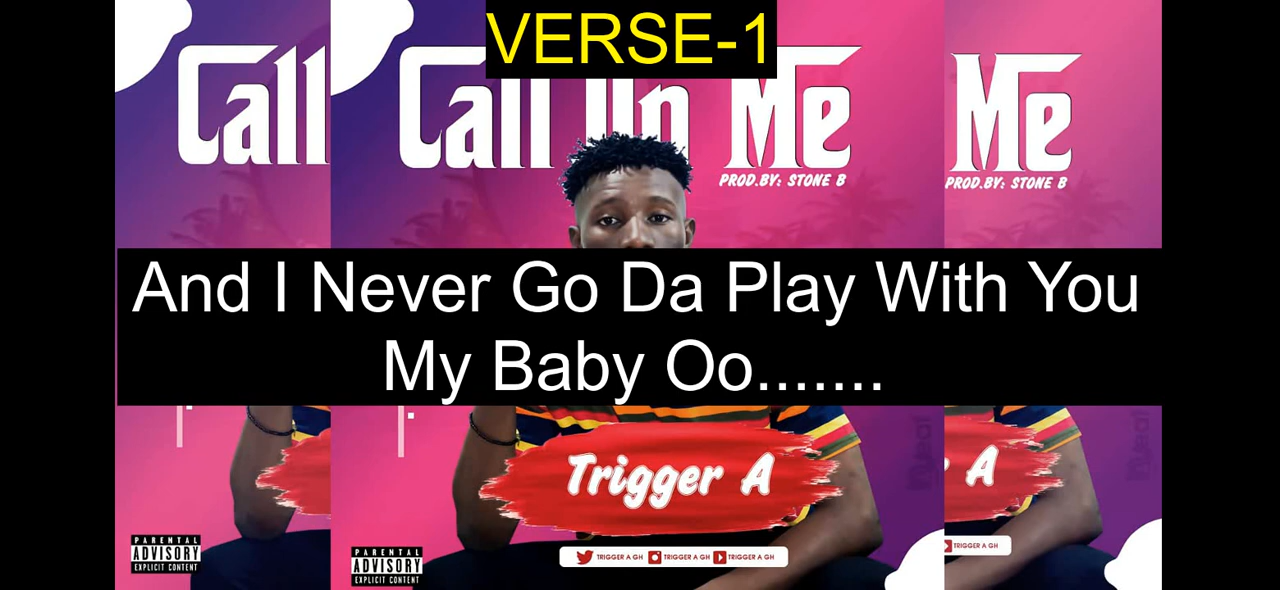 VERSE-1
Call
Call On Me
Me
PROD.BY: STONE B
PROD.BY: STONE B
And I Never Go Da Play With You
My Baby Oo.......
Trigger A
A
TRIGGER A GH TRIGGER A GH TRIGGER A GH
TRIGGER A GH
PARENTAL
ADVISORY
EXPLICIT CONTENT
PARENTAL
ADVISORY
EXPLICIT CONTENT